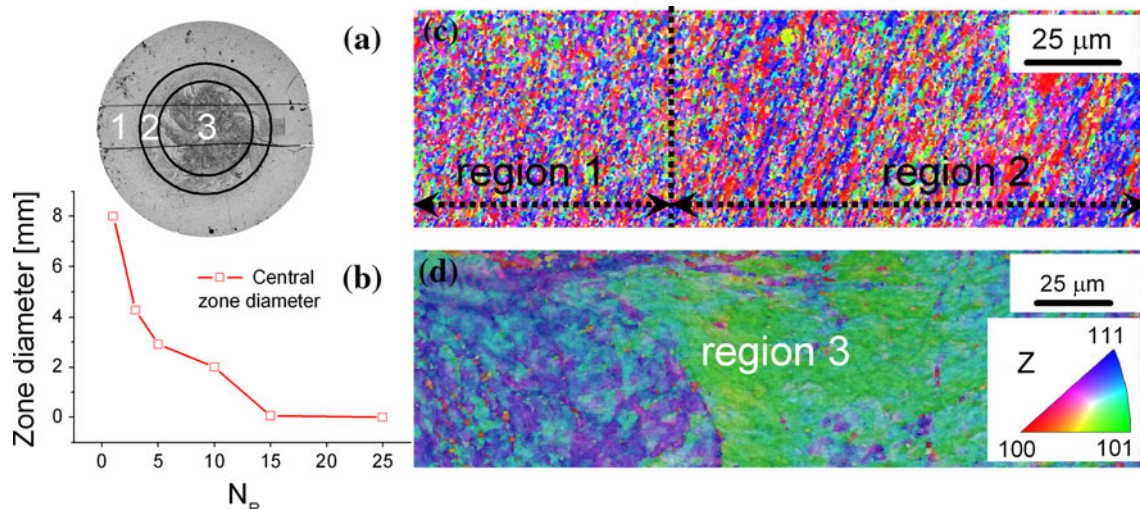 (a)
1 2 3
Zone diameter [mm]
8
6
4
2
0
0 5 10 15 20 25
(b)
Central
zone diameter
(c)
25 μm
region 1
region 2
(d)
25 μm
region 3
Z
111
100
101